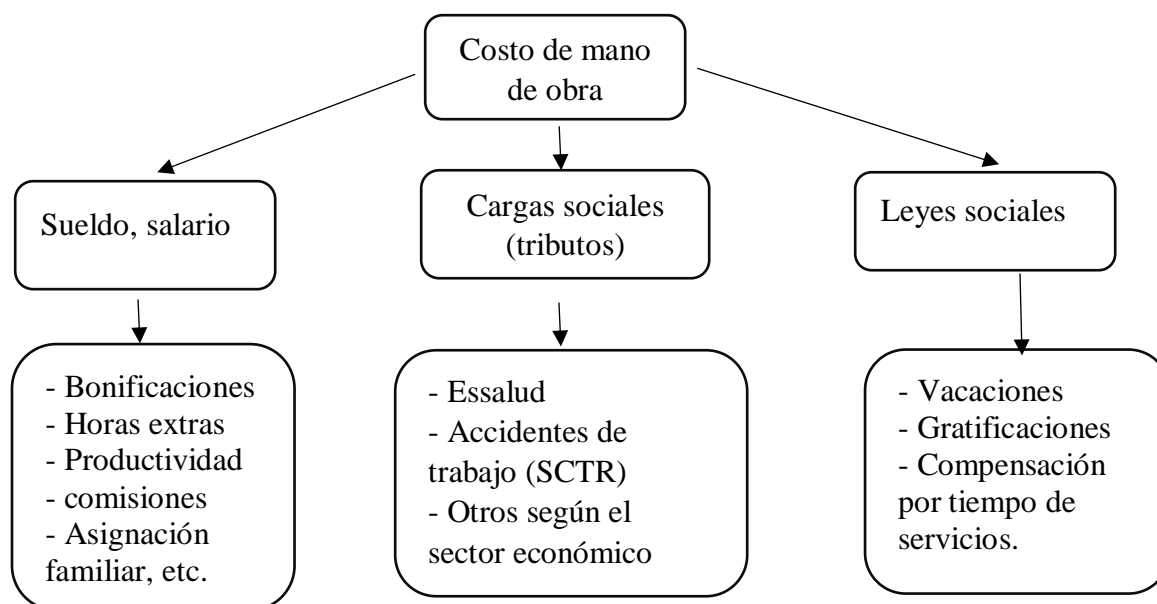 Costo de mano
de obra
Sueldo, salario
Cargas sociales
(tributos)
Leyes sociales
- Bonificaciones
- Horas extras
- Productividad
- comisiones
- Asignación
familiar, etc.
- Essalud
- Accidentes de
trabajo (SCTR)
- Otros según el
sector económico
- Vacaciones
- Gratificaciones
- Compensación
por tiempo de
servicios.